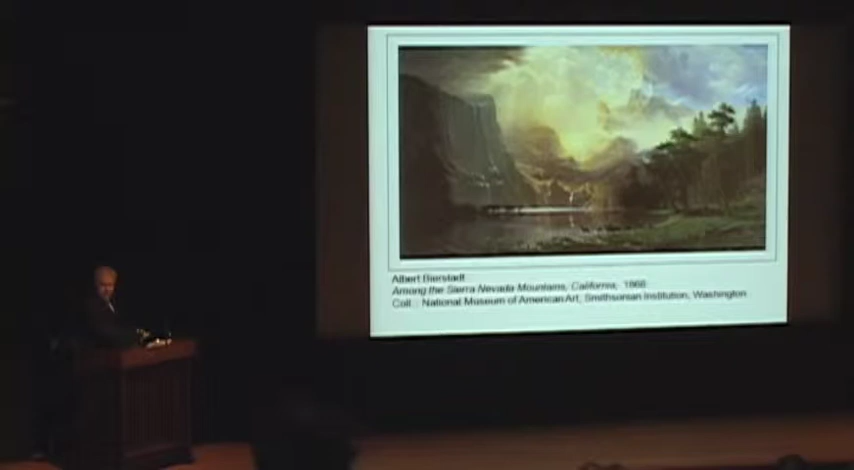 Albert Bierstadt
Among the Sierra Nevada Mountains, California, 1868
Coll.: National Museum of American Art, Smithsonian Institution, Washington